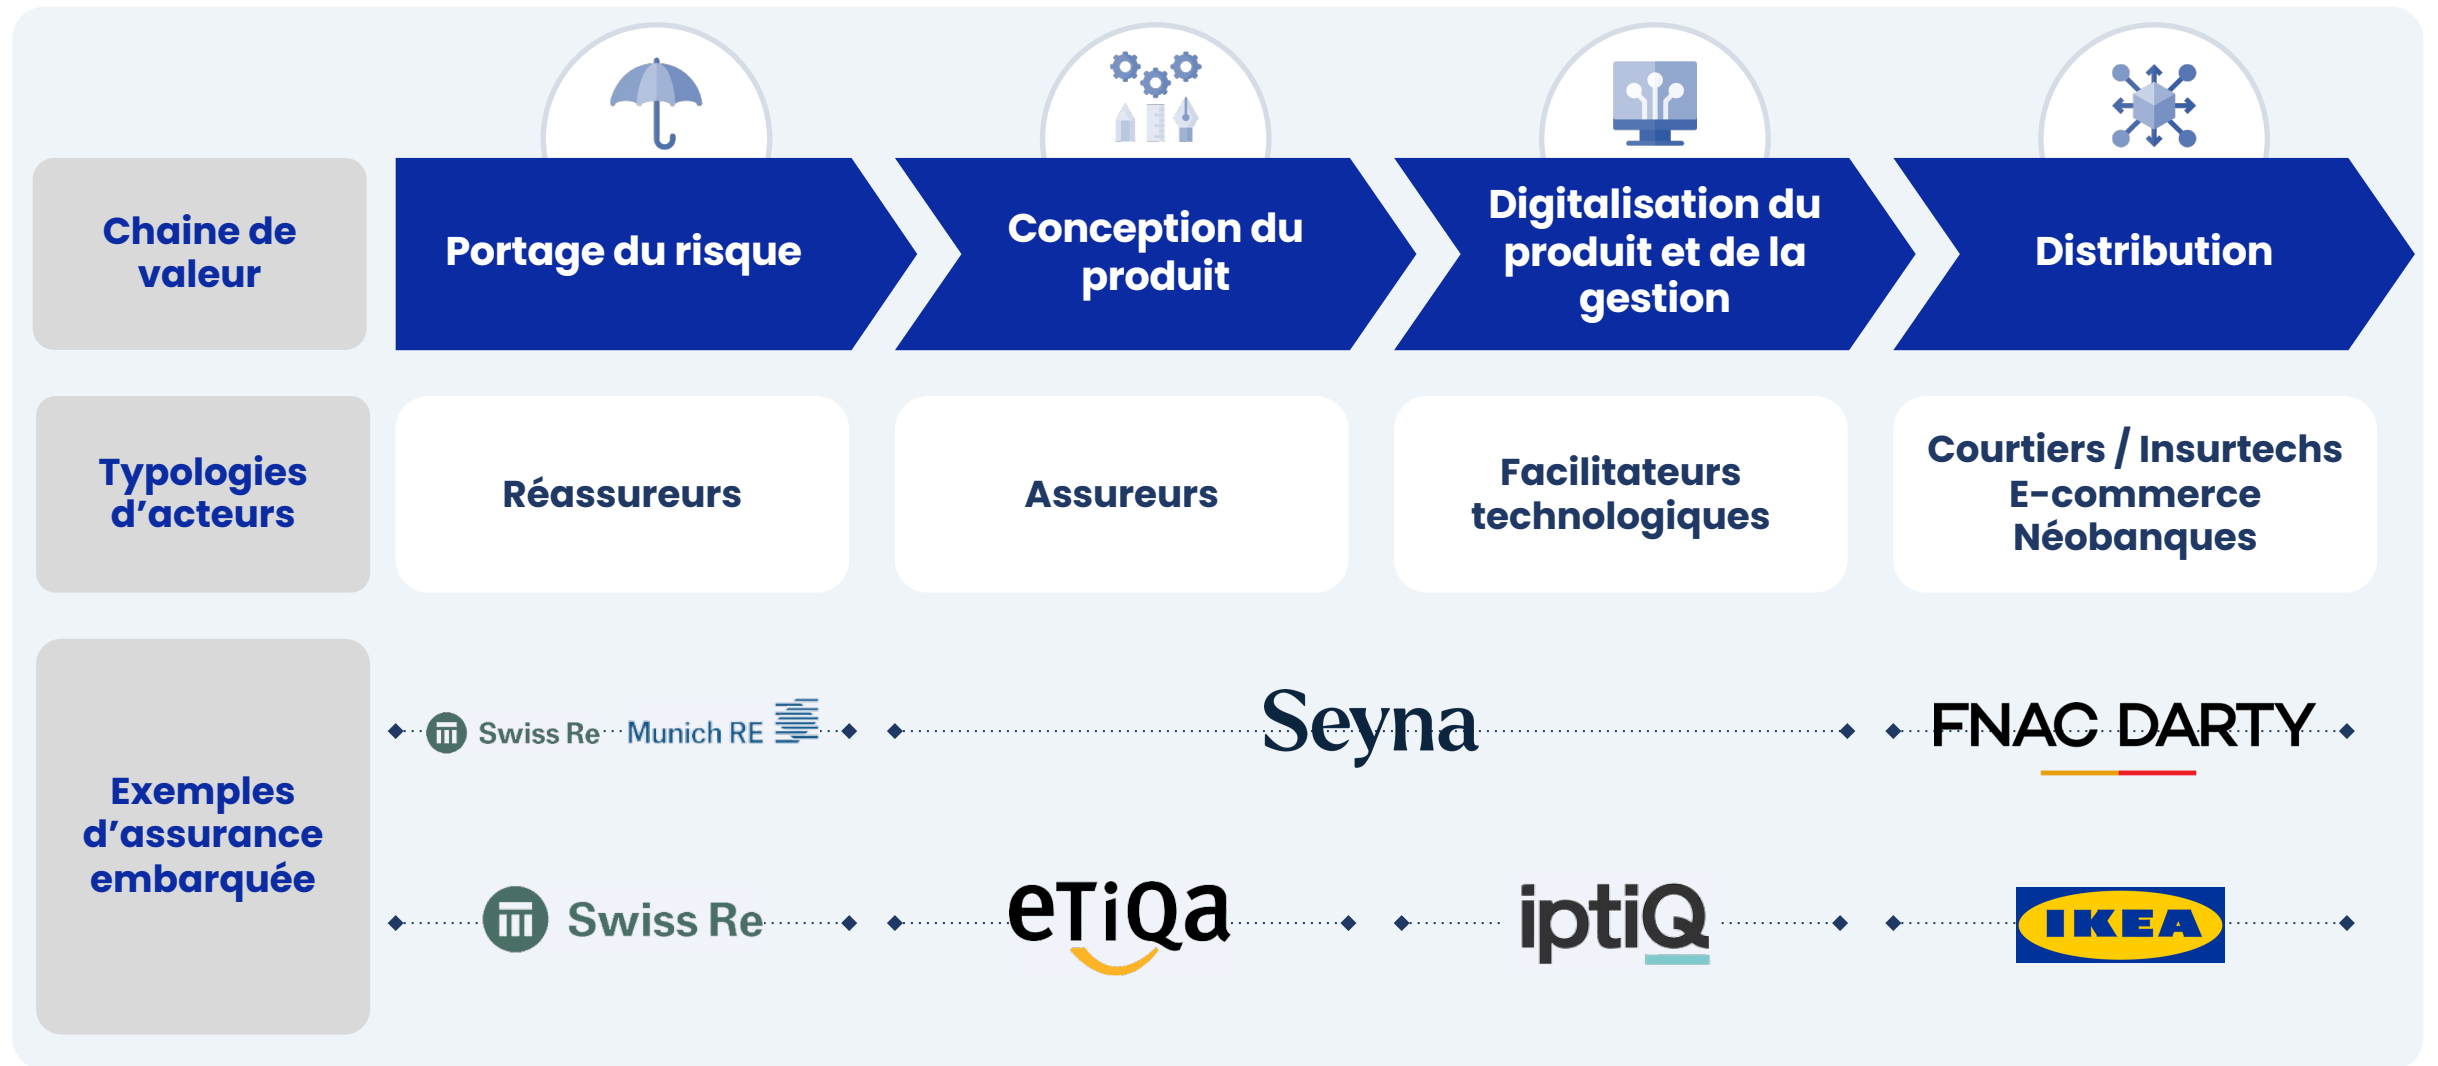 Chaine de
valeur
Portage du risque
Conception du
produit
Digitalisation du
produit et de la
gestion
Distribution
Typologies
d’acteurs
Réassureurs
Assureurs
Facilitateurs
technologiques
Courtiers / Insurtechs
E-commerce
Néobanques
Exemples
d’assurance
embarquée
Swiss Re
Munich RE
Seyna
FNAC DARTY
Swiss Re
eTiQa
iptiQ
IKEA